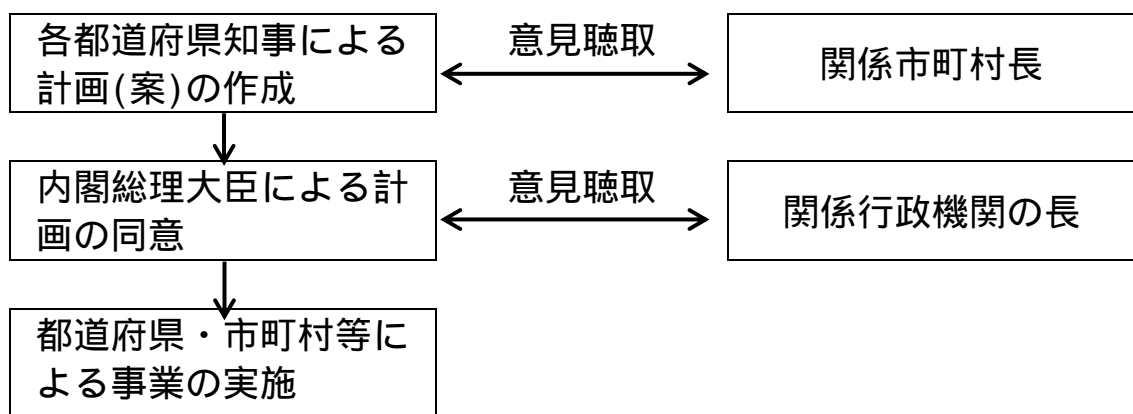 各都道府県知事による
計画(案)の作成
意見聴取
関係市町村長
内閣総理大臣による計
画の同意
意見聴取
関係行政機関の長
都道府県・市町村等に
よる事業の実施